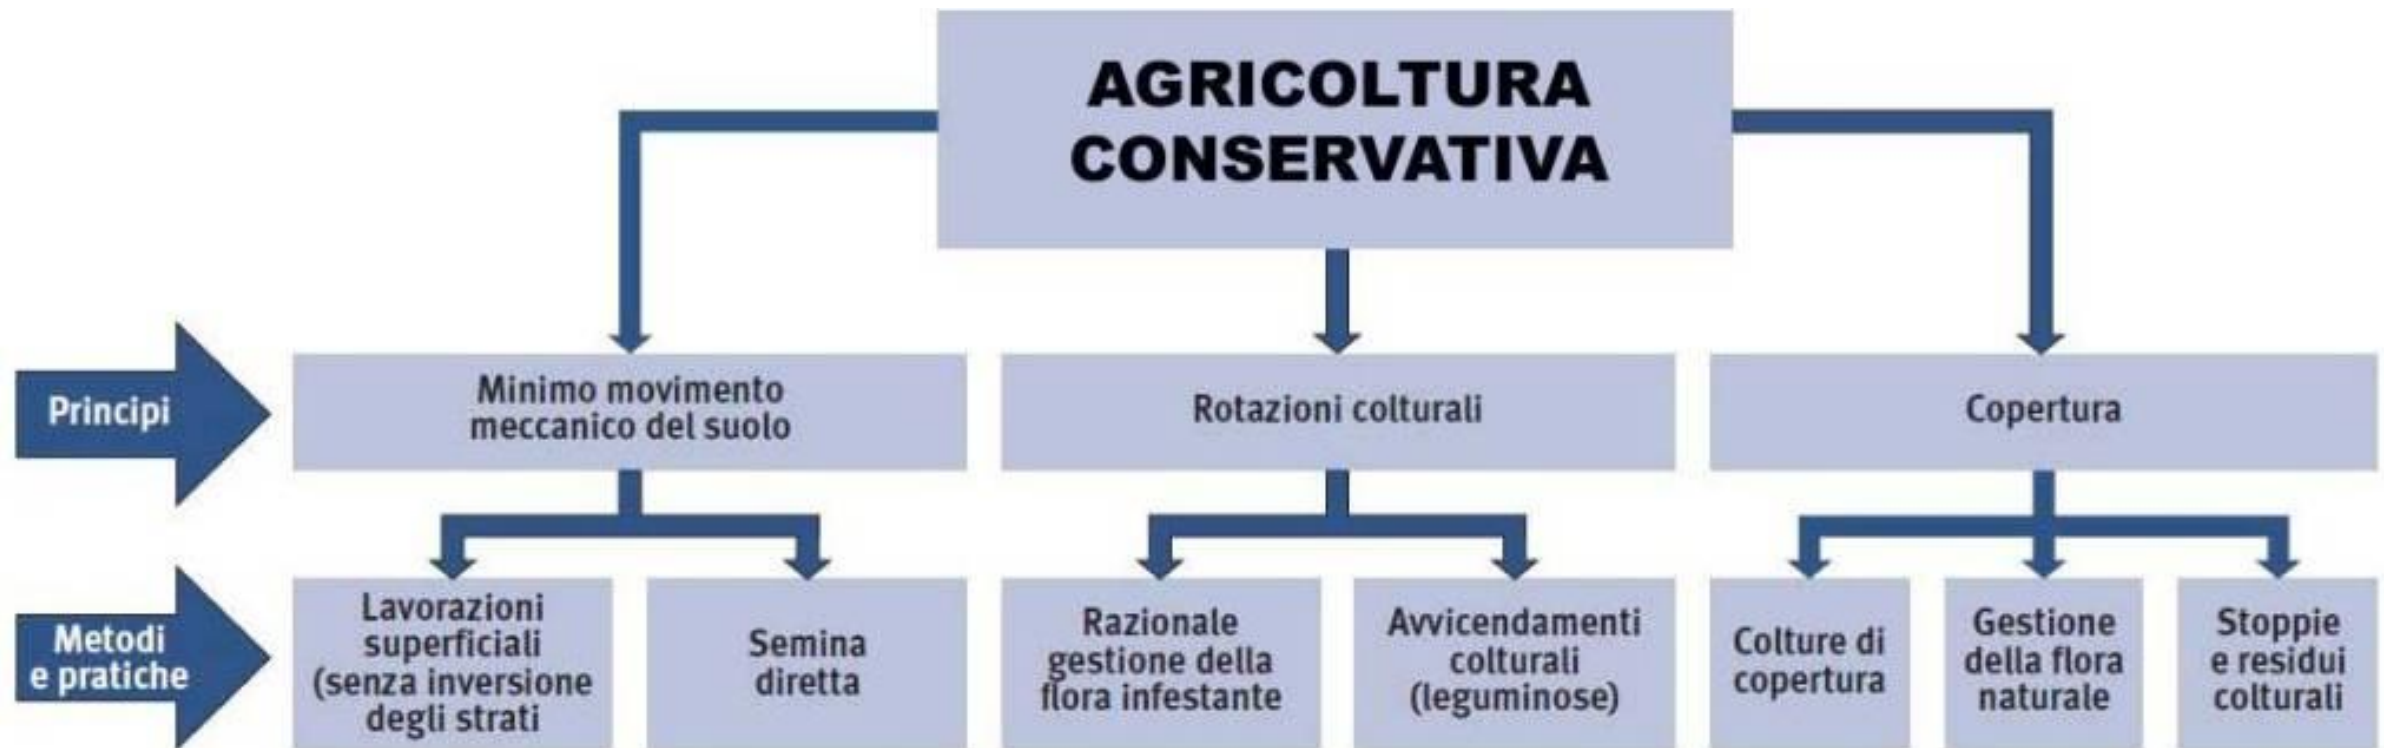 AGRICOLTURA
CONSERVATIVA
Principi
Minimo movimento
meccanico del suolo
Rotazioni colturali
Copertura
Metodi
e pratiche
Lavorazioni
superficiali
(senza inversione
degli strati
Semina
diretta
Razionale
gestione della
flora infestante
Avvicendamenti
colturali
(leguminose)
Colture di
copertura
Gestione
della flora
naturale
Stoppie
e residui
colturali